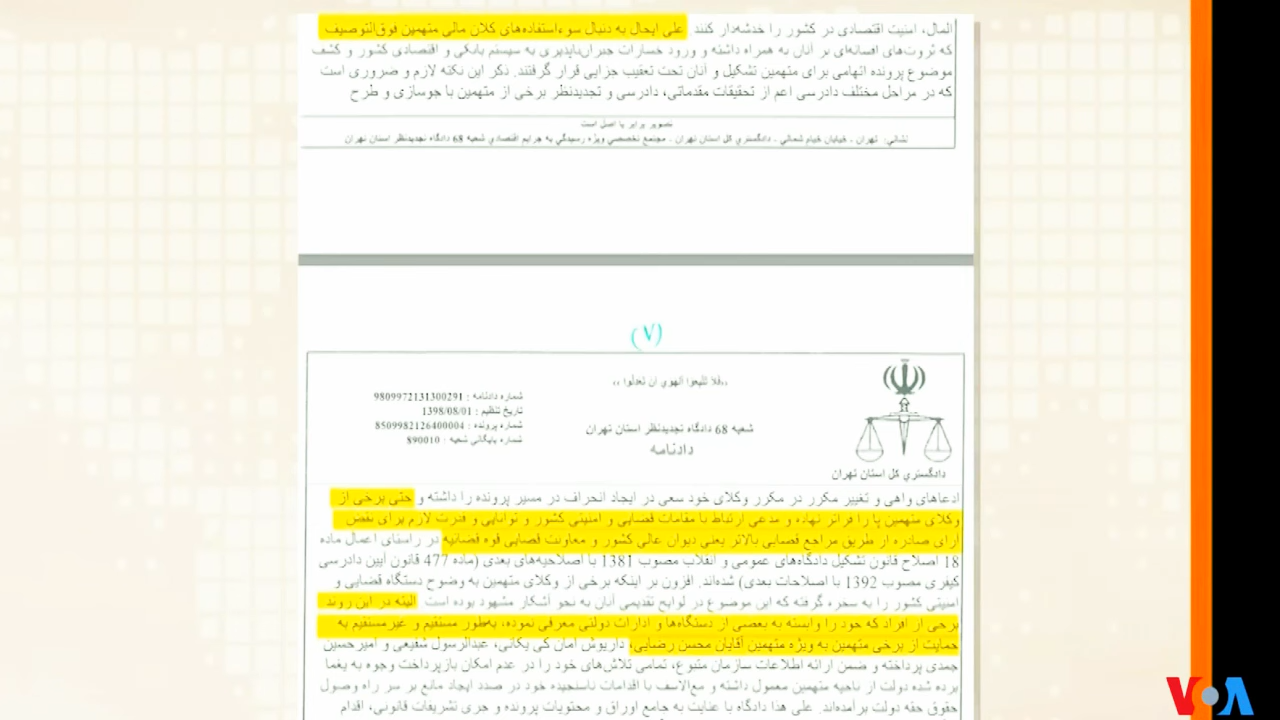 المال، امنیت اقتصادی در کشور را خدشه‌دار کنند. علی ایحال به دنبال سوءاستفاده‌های کلان مالی متهمین فوق‌التوصیف
که ثروت‌های افسانه‌ای بر آنان به همراه داشته و ورود خسارات جبران‌ناپذیری به سیستم بانکی و اقتصادی کشور و کشف
موضوع پرونده اتهامی برای متهمین تشکیل و آنان تحت تعقیب جزایی قرار گرفتند. ذکر این نکته لازم و ضروری است
که در مراحل مختلف دادرسی اعم از تحقیقات مقدماتی، دادرسی و تجدیدنظر برخی از متهمین با جوسازی و طرح
تصویر برابر با اصل است
نشانی: تهران - خیابان خیام شمالی - دادگستری کل استان تهران - مجتمع تخصصی ویژه رسیدگی به جرایم اقتصادی شعبه 68 دادگاه تجدیدنظر استان تهران
(۷)
،،فلا تتبعوا الهوی ان تعدلوا ،،
شماره دادنامه : 9809972131300291
تاریخ تنظیم : 1398/08/01
شماره پرونده : 8509982126400004
شماره بایگانی شعبه : 890010
شعبه 68 دادگاه تجدیدنظر استان تهران
دادنامه
دادگستری کل استان تهران
ادعاهای واهی و تغییر مکرر در مکرر وکلای خود سعی در ایجاد انحراف در مسیر پرونده را داشته و حتی برخی از
وکلای متهمین پا را فراتر نهاده و مدعی ارتباط با مقامات قضایی و امنیتی کشور و توانایی و قدرت لازم برای نقض
آرای صادره از طریق مراجع قضایی بالاتر یعنی دیوان عالی کشور و معاونت قضایی قوه قضائیه در راستای اعمال ماده
18 اصلاح قانون تشکیل دادگاه‌های عمومی و انقلاب مصوب 1381 با اصلاحیه‌های بعدی (ماده 477 قانون آیین دادرسی
کیفری مصوب 1392 با اصلاحات بعدی) شده‌اند. افزون بر اینکه برخی از وکلای متهمین به وضوح دستگاه قضایی و
امنیتی کشور را به سخره گرفته که این موضوع در لوایح تقدیمی آنان به نحو آشکار مشهود بوده است. البته در این روند
برخی از افراد که خود را وابسته به بعضی از دستگاه‌ها و ادارات دولتی معرفی نموده، به‌طور مستقیم و غیرمستقیم به
حمایت از برخی متهمین به ویژه متهمین آقایان محسن رضایی، داریوش امان کی یکانی، عبدالرسول شفیعی و امیرحسین
جمدی پرداخته و ضمن ارائه اطلاعات سازمان متبوع، تمامی تلاش‌های خود را در عدم امکان بازپرداخت وجوه به یغما
برده شده دولت از ناحیه متهمین معمول داشته و مع‌الاسف با اقدامات ناسنجیده خود در صدد ایجاد مانع بر سر راه وصول
حقوق حقه دولت برآمده‌اند. علی هذا دادگاه با عنایت به جامع اوراق و محتویات پرونده و جری تشریفات قانونی، اقدام
VOA